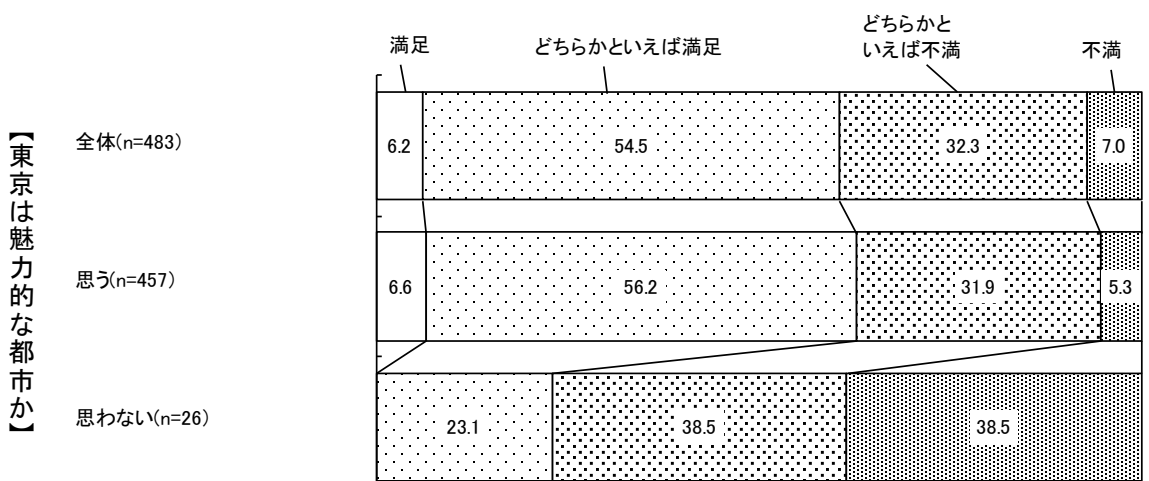 満足
どちらかといえば満足
どちらかと
いえば不満
不満
【東京は魅力的な都市か】
全体(n=483)
6.2
54.5
32.3
7.0
思う(n=457)
6.6
56.2
31.9
5.3
思わない(n=26)
23.1
38.5
38.5